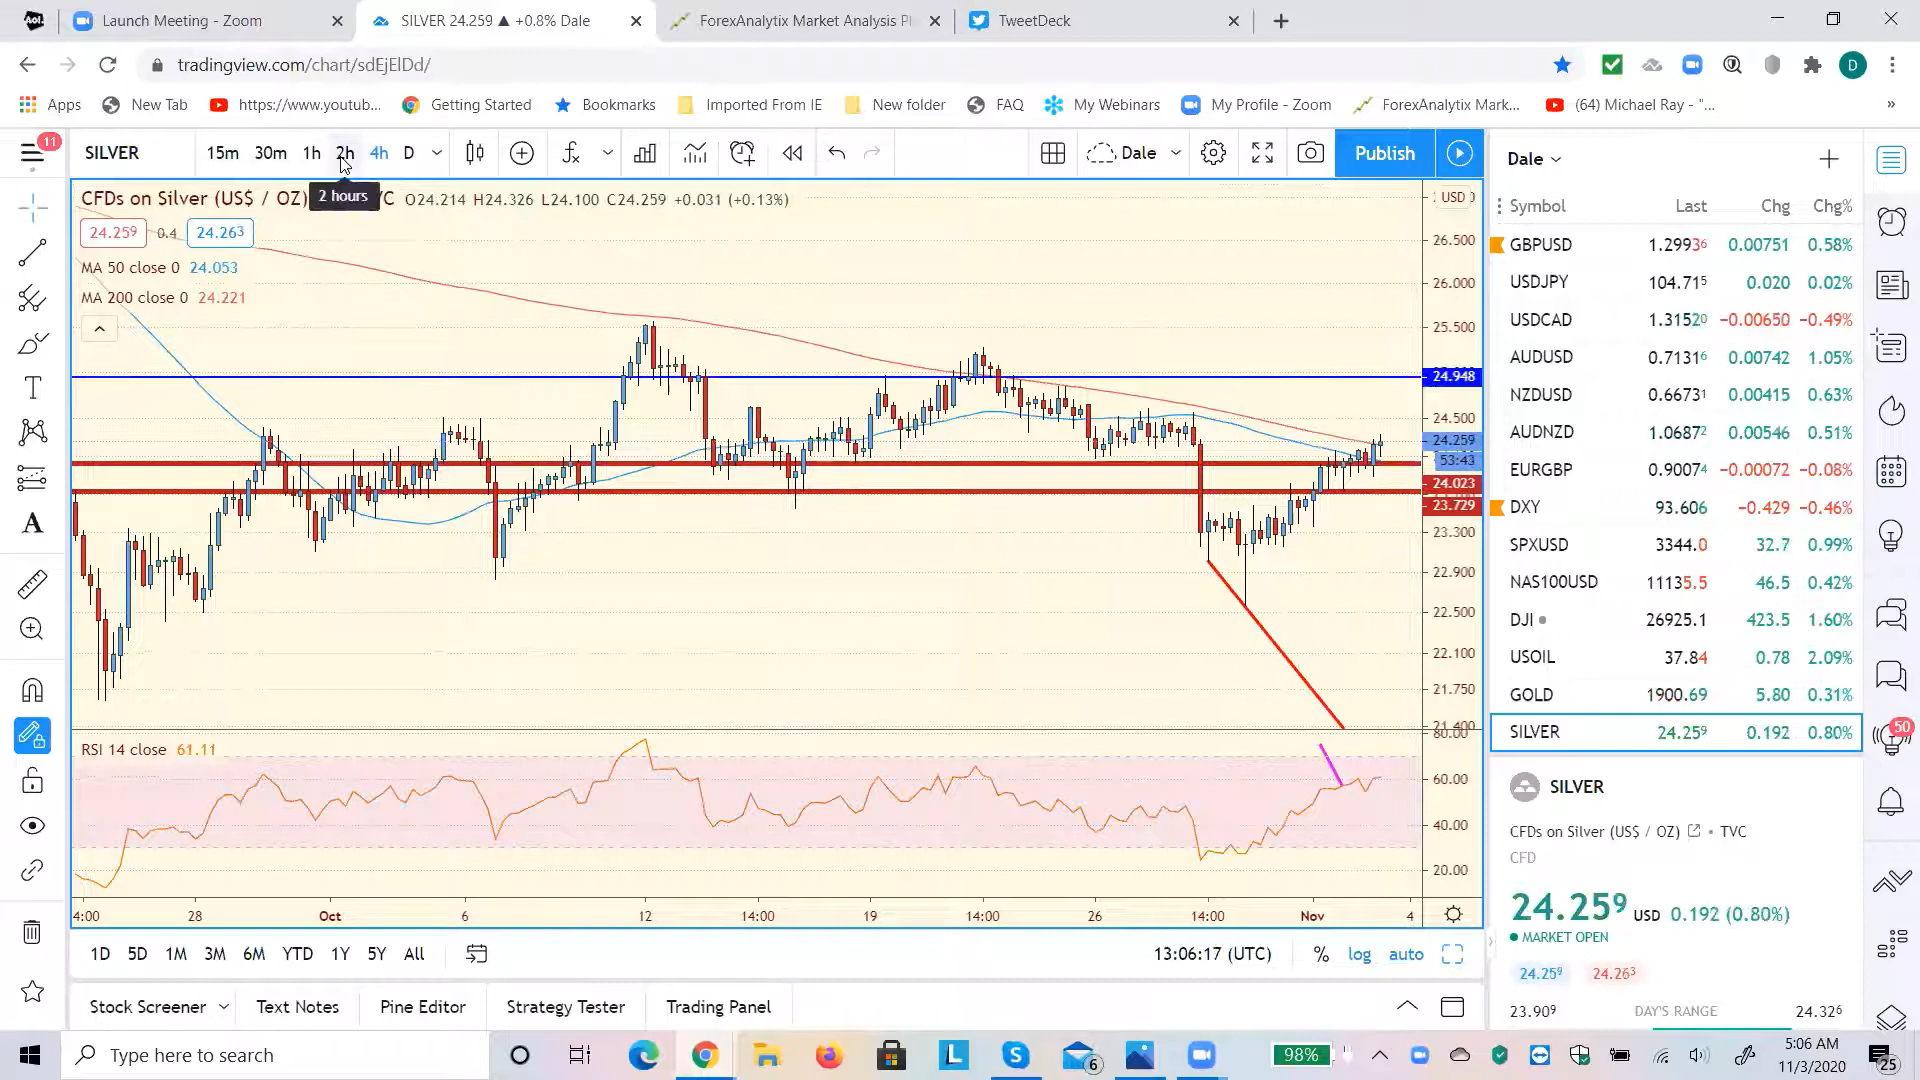 Aol.
Launch Meeting - Zoom
SILVER 24.259 ▲ +0.8% Dale
ForexAnalytix Market Analysis Pl
TweetDeck
tradingview.com/chart/sdEjElDd/
D
Apps
New Tab
https://www.youtub...
Getting Started
Bookmarks
Imported From IE
New folder
FAQ
My Webinars
My Profile - Zoom
ForexAnalytix Mark...
(64) Michael Ray - "...
»
11
SILVER
15m 30m 1h 2h 4h D
Dale
Publish
2 hours
CFDs on Silver (US$ / OZ)
O24.214 H24.326 L24.100 C24.259 +0.031 (+0.13%)
24.259 0.4 24.263
MA 50 close 0 24.053
MA 200 close 0 24.221
USD
26.500
26.000
25.500
24.948
24.500
24.259
53:43
24.023
23.729
23.300
22.900
22.500
22.100
21.750
21.400
RSI 14 close 61.11
80.00
60.00
40.00
20.00
4:00 28 Oct 6 12 14:00 19 14:00 26 14:00 Nov 4
1D 5D 1M 3M 6M YTD 1Y 5Y All
13:06:17 (UTC) % log auto
Stock Screener Text Notes Pine Editor Strategy Tester Trading Panel
Dale
Symbol Last Chg Chg%
GBPUSD 1.29936 0.00751 0.58%
USDJPY 104.715 0.020 0.02%
USDCAD 1.31520 −0.00650 −0.49%
AUDUSD 0.71316 0.00742 1.05%
NZDUSD 0.66731 0.00415 0.63%
AUDNZD 1.06872 0.00546 0.51%
EURGBP 0.90074 −0.00072 −0.08%
DXY 93.606 −0.429 −0.46%
SPXUSD 3344.0 32.7 0.99%
NAS100USD 11135.5 46.5 0.42%
DJI 26925.1 423.5 1.60%
USOIL 37.84 0.78 2.09%
GOLD 1900.69 5.80 0.31%
SILVER 24.259 0.192 0.80%
50
SILVER
CFDs on Silver (US$ / OZ) • TVC
CFD
24.259 USD 0.192 (0.80%)
MARKET OPEN
24.259 24.263
23.909 DAY'S RANGE 24.326
Type here to search
6
98%
5:06 AM
11/3/2020
25